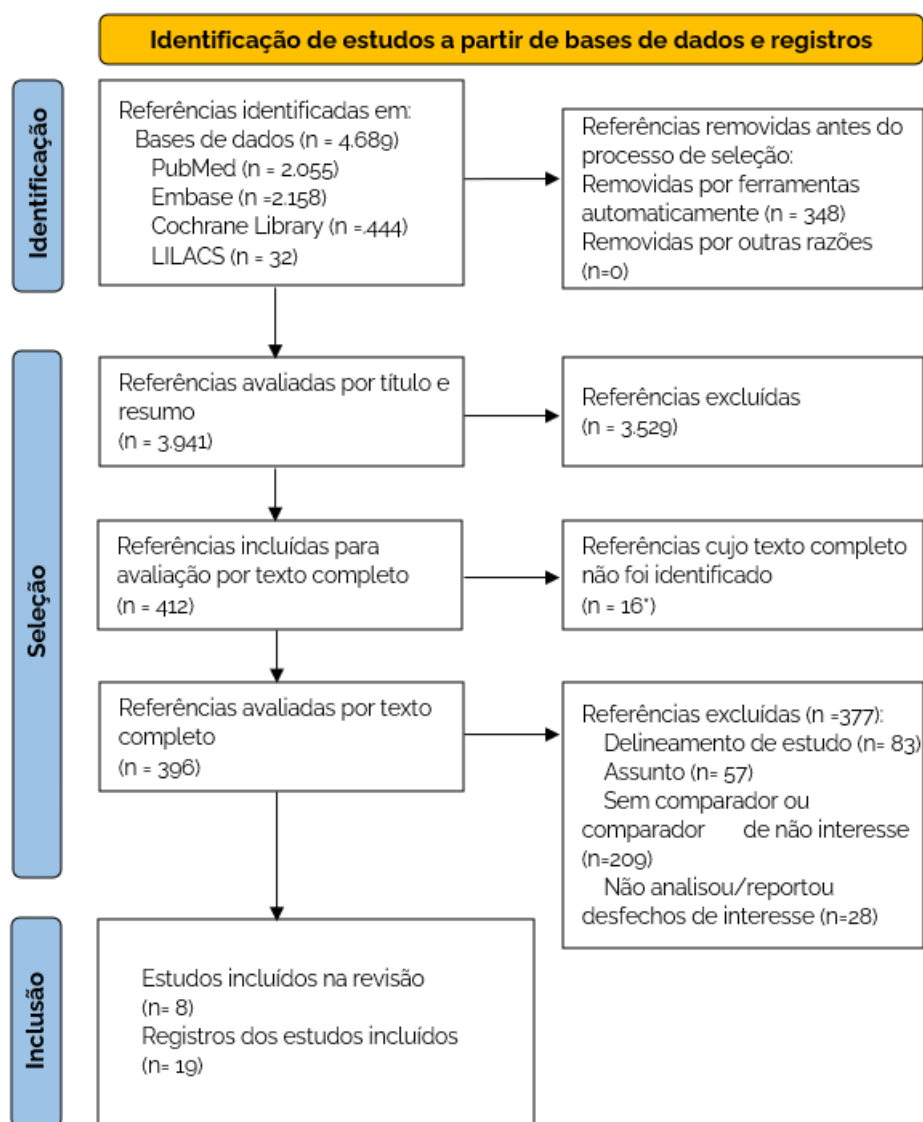 Identificação de estudos a partir de bases de dados e registros
Identificação
Referências identificadas em:
Bases de dados (n = 4.689)
PubMed (n = 2.055)
Embase (n =2.158)
Cochrane Library (n =.444)
LILACS (n = 32)
Referências removidas antes do
processo de seleção:
Removidas por ferramentas
automaticamente (n = 348)
Removidas por outras razões
(n=0)
Seleção
Referências avaliadas por título e
resumo
(n = 3.941)
Referências excluídas
(n = 3.529)
Referências incluídas para
avaliação por texto completo
(n = 412)
Referências cujo texto completo
não foi identificado
(n = 16*)
Referências avaliadas por texto
completo
(n = 396)
Referências excluídas (n =377):
Delineamento de estudo (n= 83)
Assunto (n= 57)
Sem comparador ou
comparador de não interesse
(n=209)
Não analisou/reportou
desfechos de interesse (n=28)
Inclusão
Estudos incluídos na revisão
(n= 8)
Registros dos estudos incluídos
(n= 19)